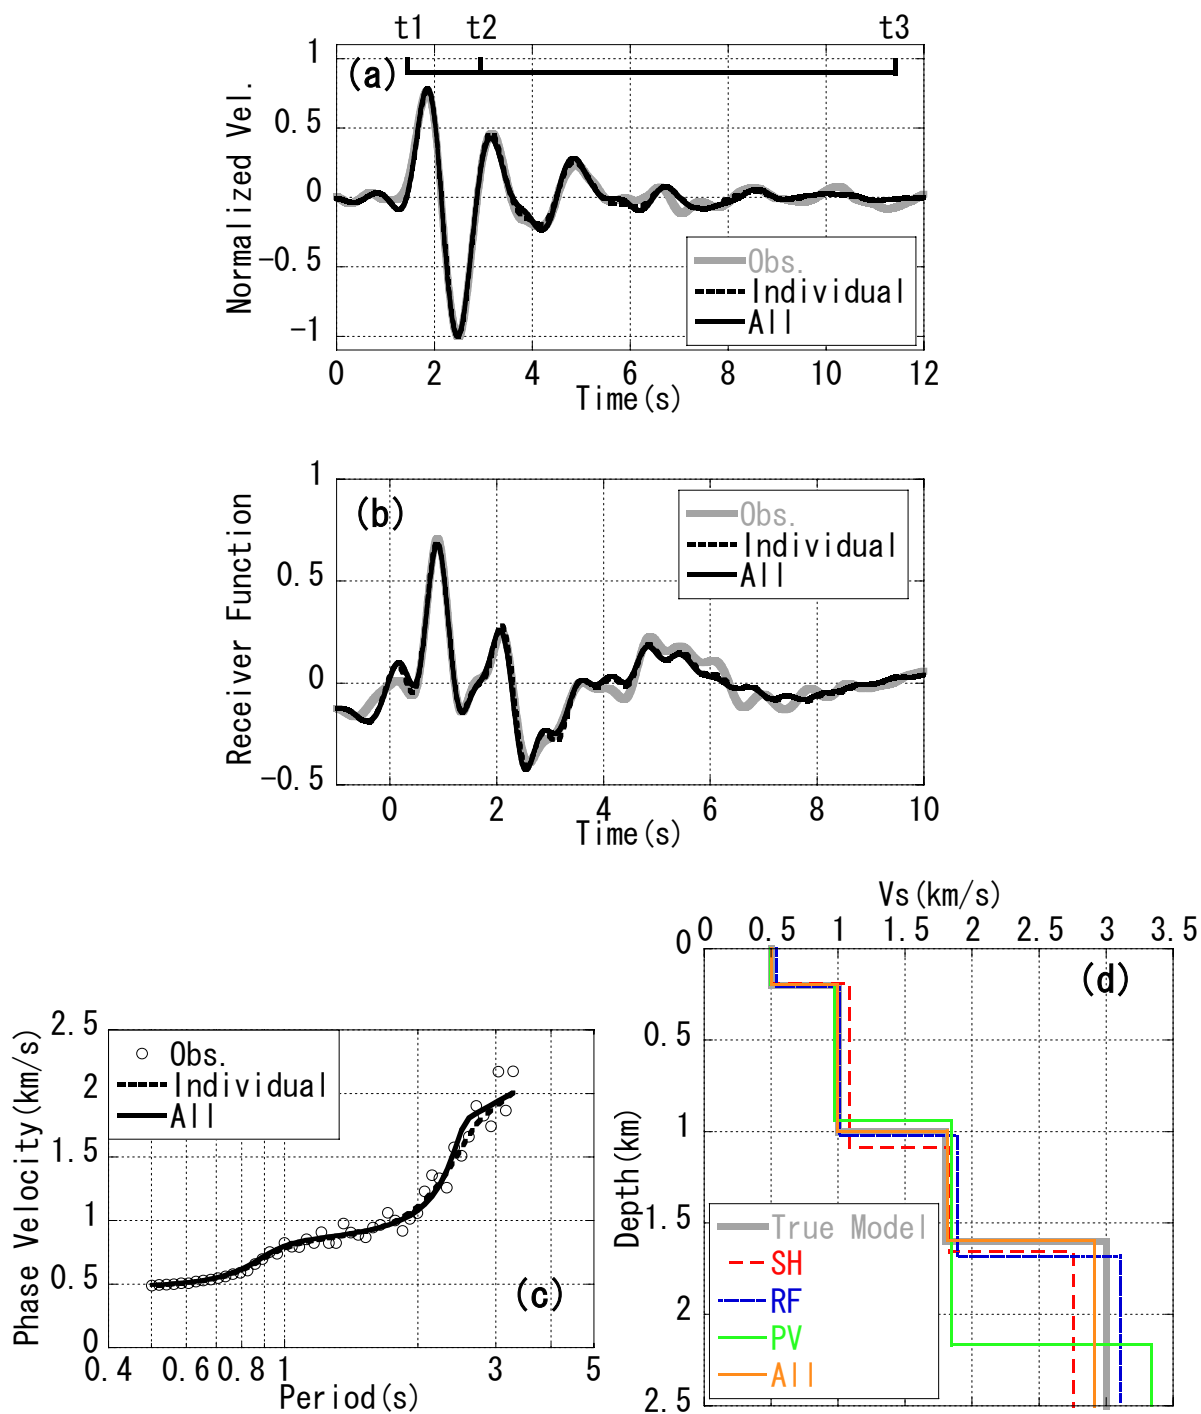 t1 t2 t3
(a)
Normalized Vel.
1
0.5
0
−0.5
−1
Obs.
Individual
All
0 2 4 6 8 10 12
Time(s)
(b)
Receiver Function
1
0.5
0
−0.5
Obs.
Individual
All
0 2 4 6 8 10
Time(s)
Phase Velocity(km/s)
2.5
2
1.5
1
0.5
0
Obs.
Individual
All
(c)
0.4 0.6 0.8 1 3 5
Period(s)
Vs(km/s)
0 0.5 1 1.5 2 2.5 3 3.5
(d)
Depth(km)
0
0.5
1
1.5
2
2.5
True Model
SH
RF
PV
All